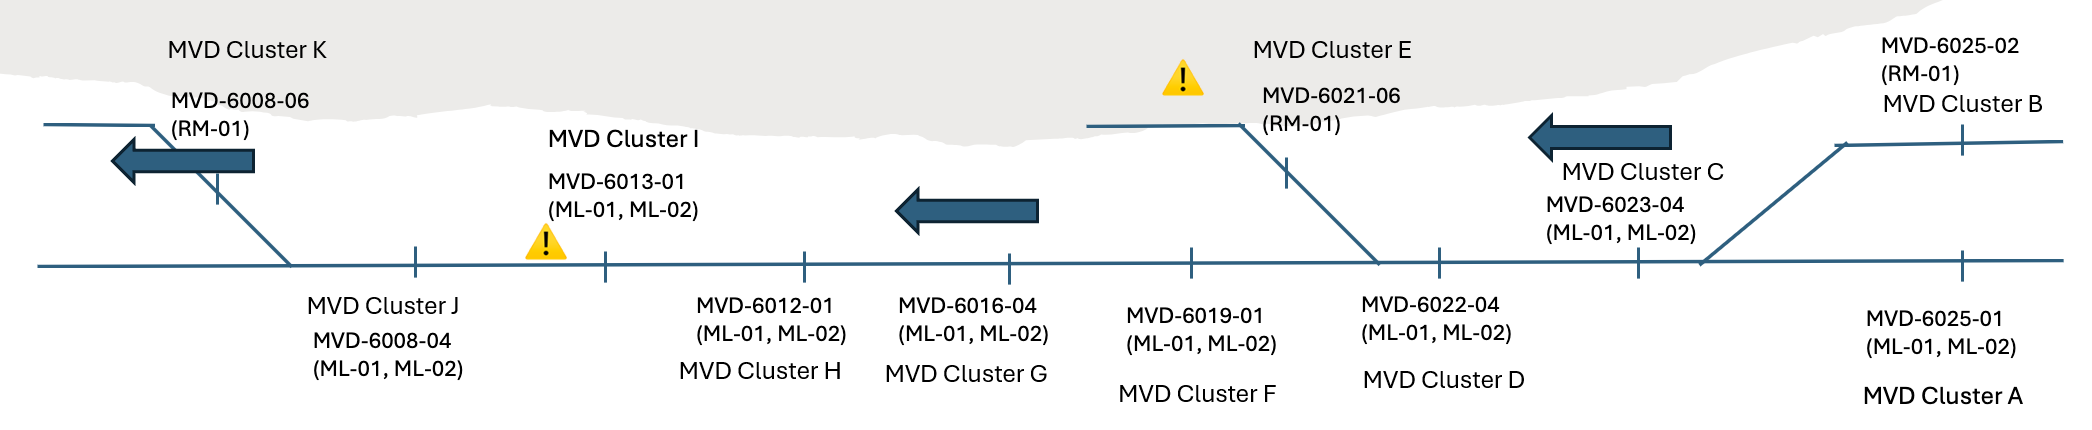 MVD Cluster K
MVD-6008-06
(RM-01)
MVD Cluster I
MVD-6013-01
(ML-01, ML-02)
MVD Cluster E
MVD-6021-06
(RM-01)
MVD Cluster C
MVD-6023-04
(ML-01, ML-02)
MVD-6025-02
(RM-01)
MVD Cluster B
MVD Cluster J
MVD-6008-04
(ML-01, ML-02)
MVD-6012-01
(ML-01, ML-02)
MVD Cluster H
MVD-6016-04
(ML-01, ML-02)
MVD Cluster G
MVD-6019-01
(ML-01, ML-02)
MVD Cluster F
MVD-6022-04
(ML-01, ML-02)
MVD Cluster D
MVD-6025-01
(ML-01, ML-02)
MVD Cluster A